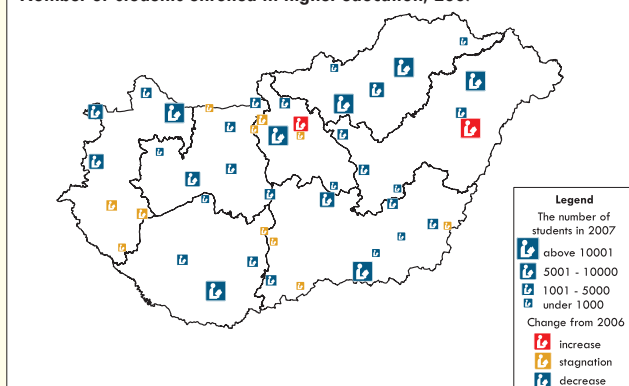 Legend
The number of
students in 2007
above 10001
5001 - 10000
1001 - 5000
under 1000
Change from 2006
increase
stagnation
decrease